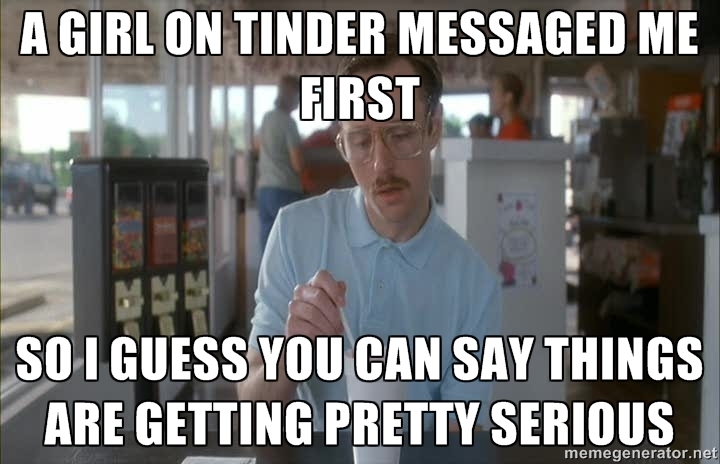 A GIRL ON TINDER MESSAGED ME
FIRST
SO I GUESS YOU CAN SAY THINGS
ARE GETTING PRETTY SERIOUS
memegenerator.net